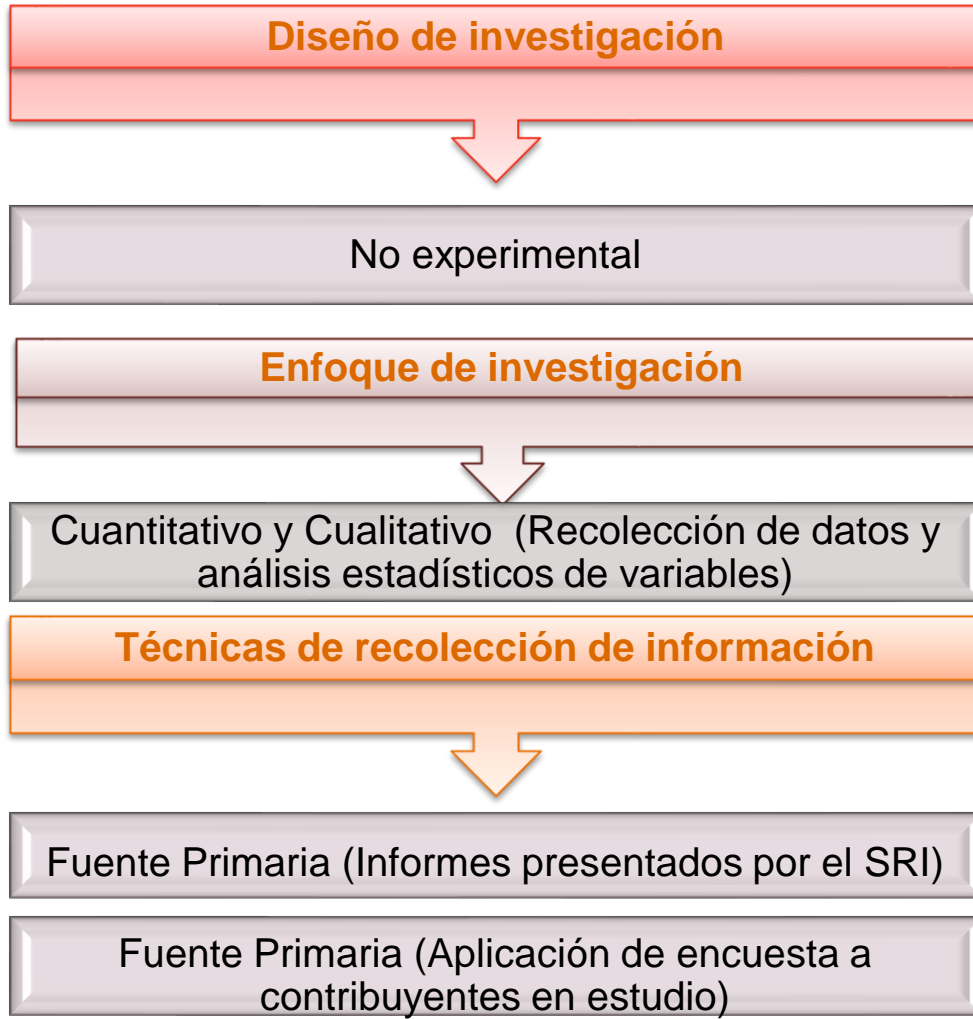 Diseño de investigación
No experimental
Enfoque de investigación
Cuantitativo y Cualitativo (Recolección de datos y
análisis estadísticos de variables)
Técnicas de recolección de información
Fuente Primaria (Informes presentados por el SRI)
Fuente Primaria (Aplicación de encuesta a
contribuyentes en estudio)